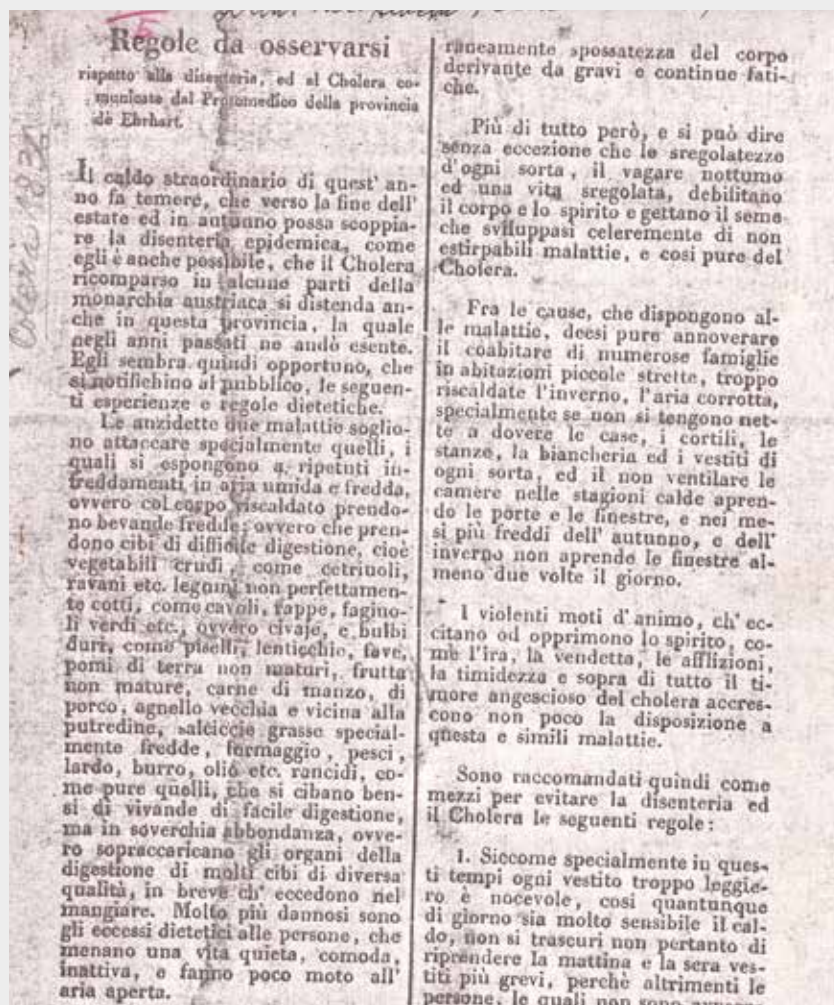 Regole da osservarsi
rispetto alla disenteria, ed al Cholera co-
municate dal Protomedico della provincia
de Ehrhart.
Il caldo straordinario di quest' an-
no fa temere, che verso la fine dell'
estate ed in autunno possa scoppia-
re la disenteria epidemica, come
egli è anche possibile, che il Cholera
ricomparso in alcune parti della
monarchia austriaca si distenda an-
che in questa provincia, la quale
negli anni passati ne andò esente.
Egli sembra quindi opportuno, che
si notifichino al pubblico, le seguen-
ti esperienze e regole dietetiche.
Le anzidette due malattie soglio-
no attaccare specialmente quelli, i
quali si espongono a ripetuti in-
freddamenti in aria umida e fredda,
ovvero col corpo riscaldato prendo-
no bevande fredde; ovvero che pren-
dono cibi di difficile digestione, cioè
vegetabili crudi, come cetriuoli,
ravani etc. legumi non perfettamen-
te cotti, come cavoli, rappe, fagiuo-
li verdi etc., ovvero civaje, e bulbi
duri, come piselli, lenticchie, fave,
pomi di terra non maturi, frutta
non mature, carne di manzo, di
porco, agnello vecchia e vicina alla
putredine, salciccie grasse special-
mente fredde, formaggio, pesci,
lardo, burro, olio etc. rancidi, co-
me pure quelli, che si cibano ben-
si di vivande di facile digestione,
ma in soverchia abbondanza, ovve-
ro sopraccaricano gli organi della
digestione di molti cibi di diversa
qualità, in breve ch' eccedono nel
mangiare. Molto più dannosi sono
gli eccessi dietetici alle persone, che
menano una vita quieta, comoda,
inattiva, e fanno poco moto all'
aria aperta.
raneamente spossatezza del corpo
derivante da gravi e continue fati-
che.
Più di tutto però, e si può dire
senza eccezione che le sregolatezze
d'ogni sorta, il vagare notturno
ed una vita sregolata, debilitano
il corpo e lo spirito e gettano il seme
che sviluppasi celeremente di non
estirpabili malattie, e così pure del
Cholera.
Fra le cause, che dispongono al-
le malattie, deesi pure annoverare
il coabitare di numerose famiglie
in abitazioni piccole strette, troppo
riscaldate l'inverno, l'aria corrotta,
specialmente se non si tengono net-
te a dovere le case, i cortili, le
stanze, la biancheria ed i vestiti di
ogni sorta, ed il non ventilare le
camere nelle stagioni calde apren-
do le porte e le finestre, e nei me-
si più freddi dell' autunno, e dell'
inverno non aprende le finestre al-
meno due volte il giorno.
I violenti moti d'animo, ch' ec-
citano od opprimono lo spirito, co-
me l'ira, la vendetta, le afflizioni,
la timidezza e sopra di tutto il ti-
more angescioso del cholera accres-
cono non poco la disposizione a
questa e simili malattie.
Sono raccomandati quindi come
mezzi per evitare la disenteria ed
il Cholera le seguenti regole:
1. Siccome specialmente in ques-
ti tempi ogni vestito troppo leggie-
ro è nocevole, così quantunque
di giorno sia molto sensibile il cal-
do, non si trascuri non pertanto di
riprendere la mattina e la sera ves-
titi più grevi, perchè altrimenti le
persone, le quali non sono